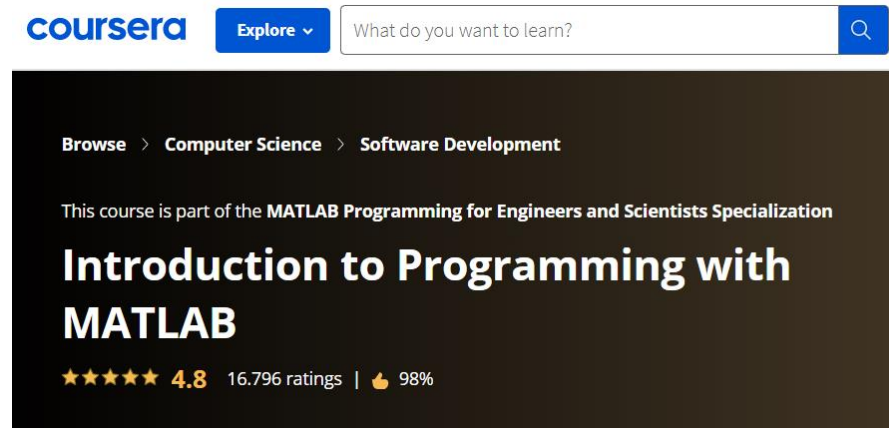 coursera Explore What do you want to learn?
Browse > Computer Science > Software Development
This course is part of the MATLAB Programming for Engineers and Scientists Specialization
Introduction to Programming with
MATLAB
4.8 16.796 ratings | 98%